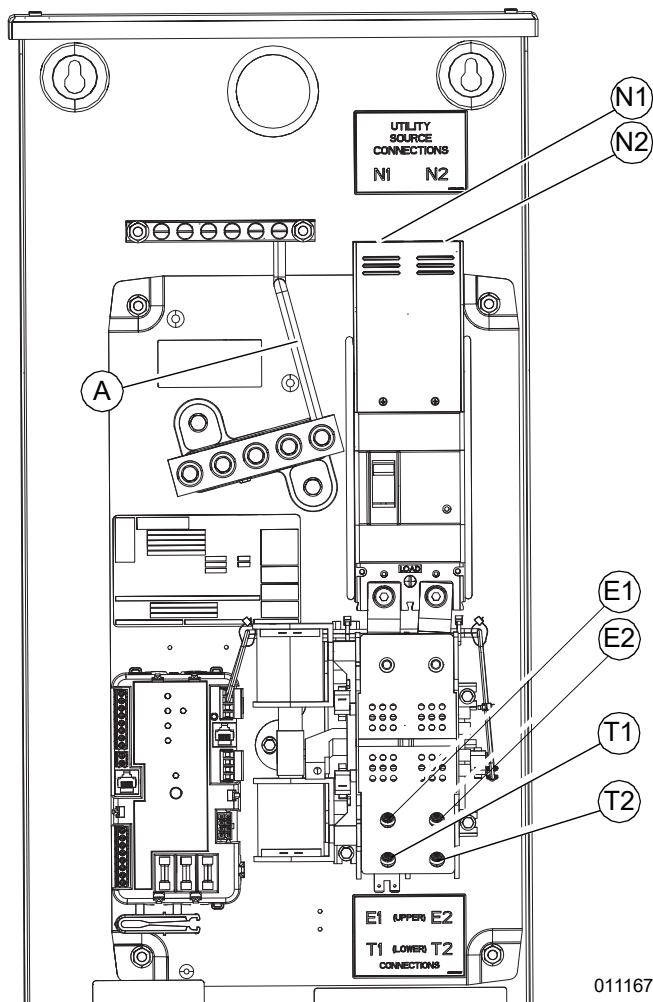 N1
N2
UTILITY
SOURCE
CONNECTIONS
N1 N2
A
LOAD
E1
E2
T1
T2
E1 (UPPER) E2
T1 (LOWER) T2
CONNECTIONS
011167